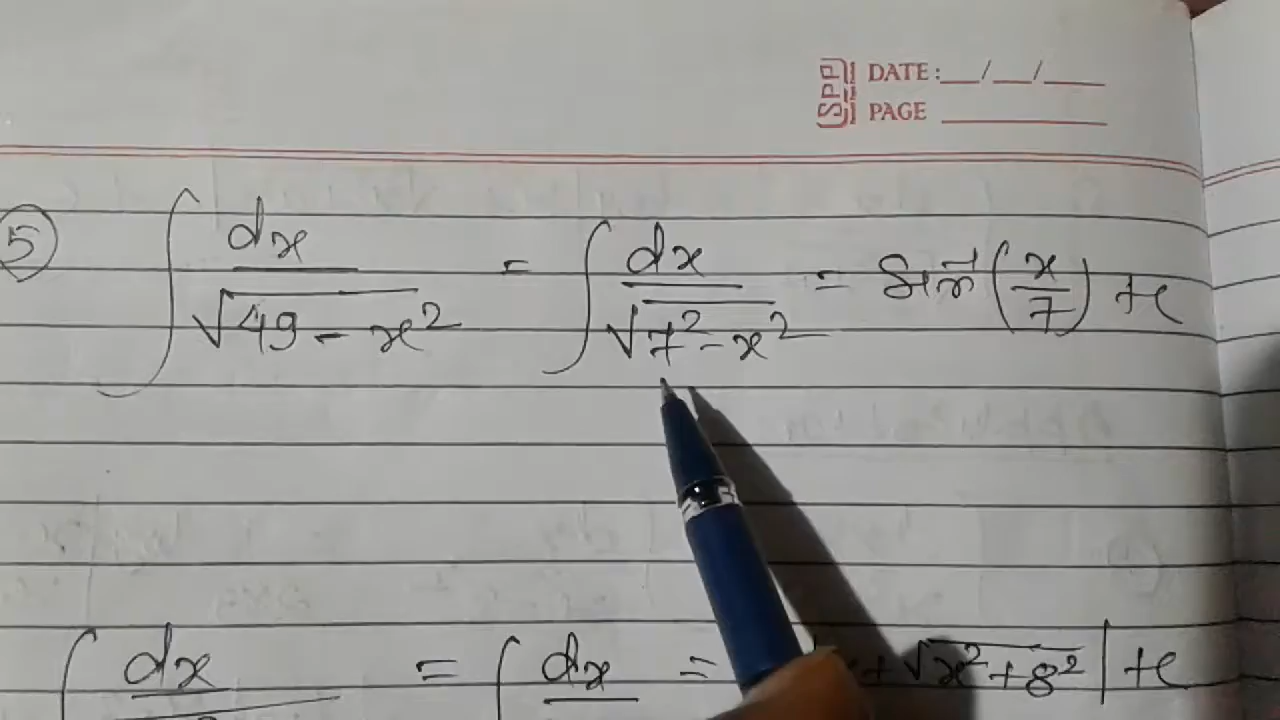 SPP DATE: __/__/____
PAGE ________
5 ∫ dx/√(49 - x²) = ∫ dx/√(7² - x²) = Sin⁻¹(x/7) + c
∫ dx = ∫ dx = + √(x² + 8²) | + c